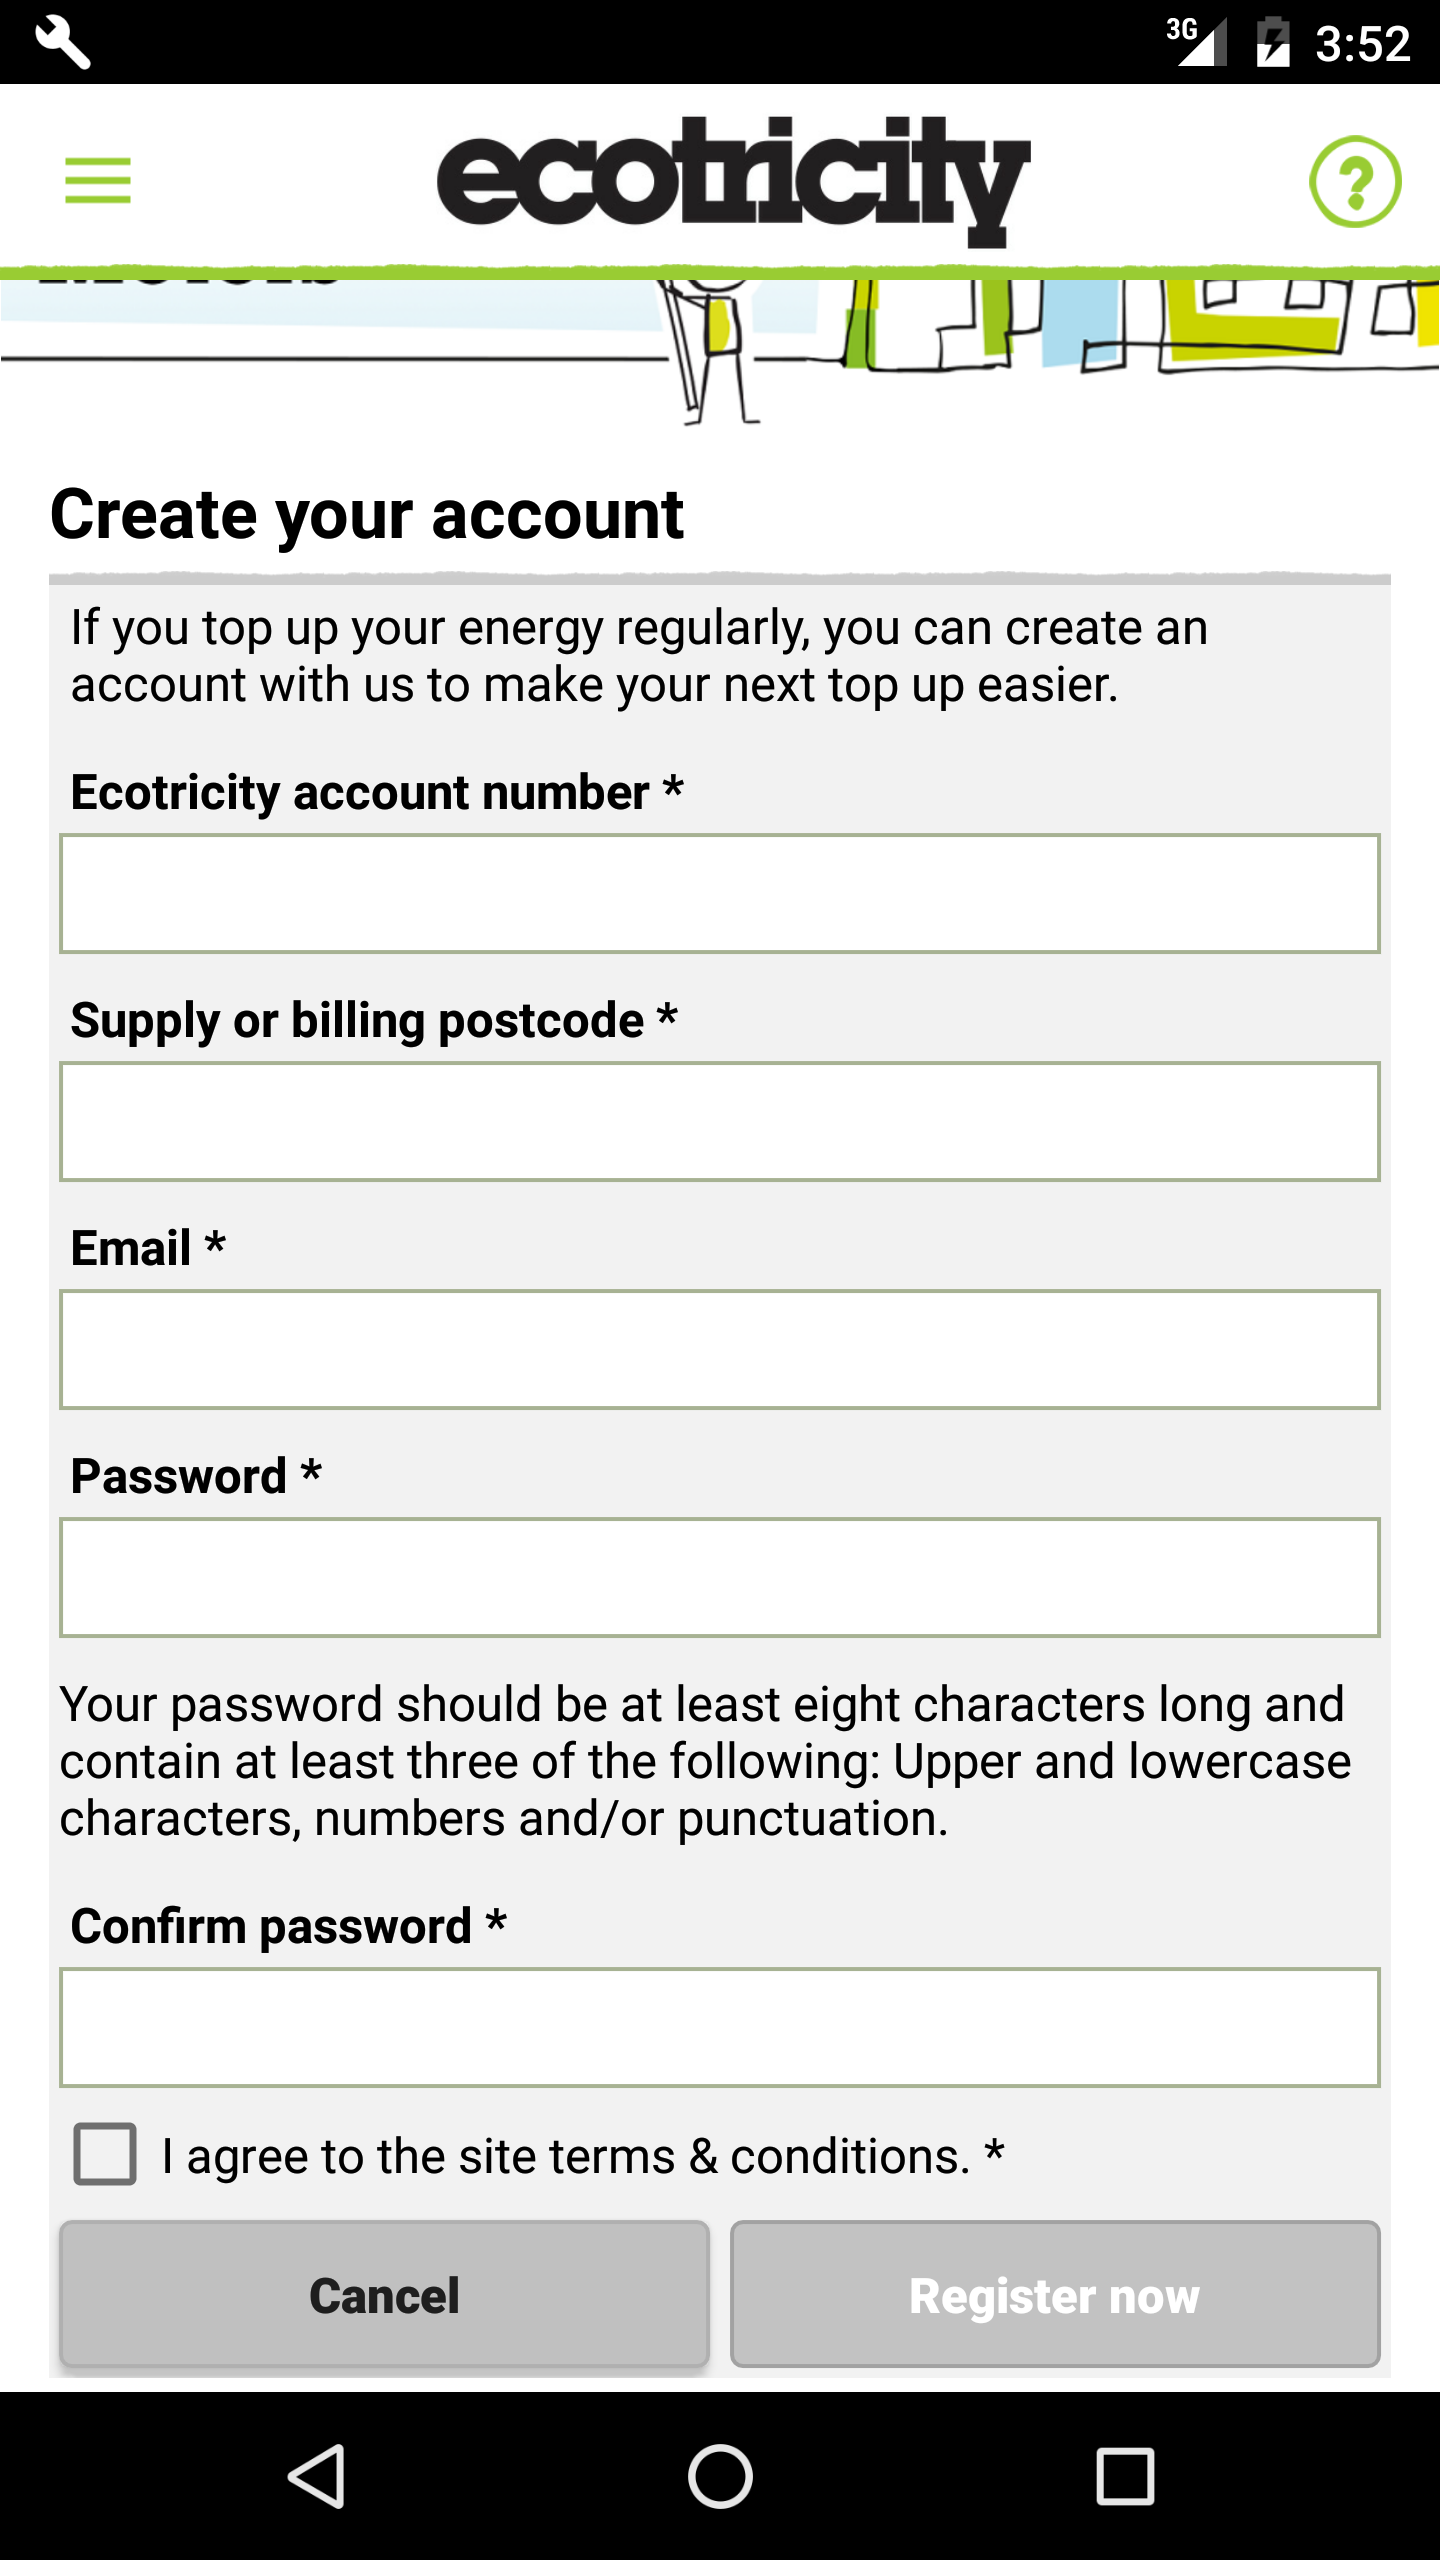 3G 3:52
ecotricity
?
Create your account
If you top up your energy regularly, you can create an
account with us to make your next top up easier.
Ecotricity account number *
Supply or billing postcode *
Email *
Password *
Your password should be at least eight characters long and
contain at least three of the following: Upper and lowercase
characters, numbers and/or punctuation.
Confirm password *
I agree to the site terms & conditions. *
Cancel
Register now